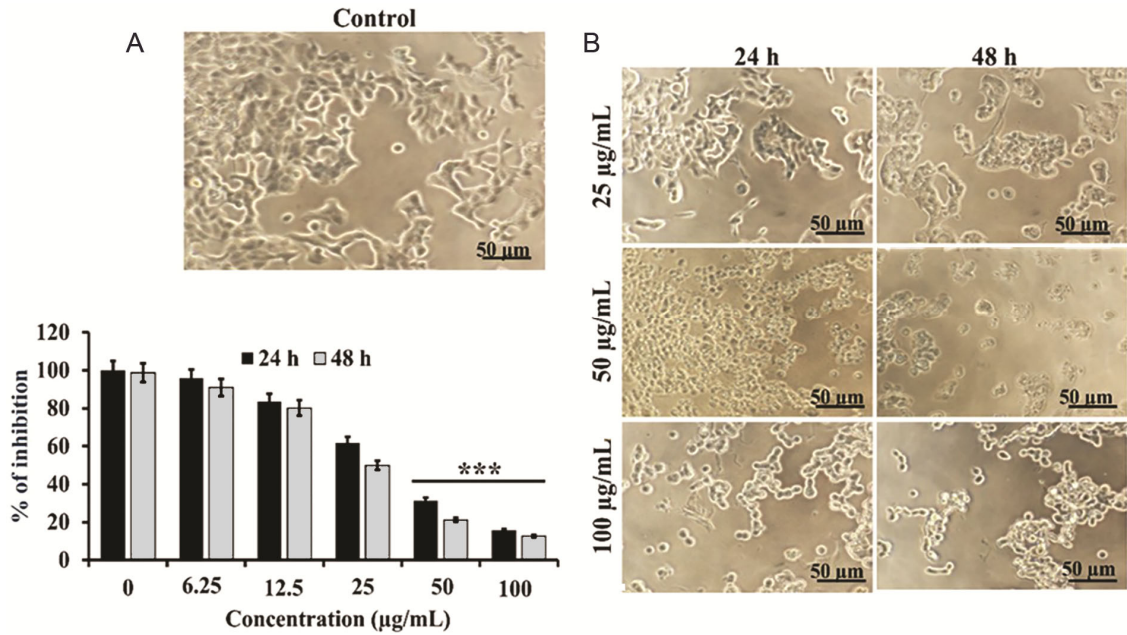 Control
A
50 µm
120
100
80
60
40
20
0
% of inhibition
24 h
48 h
***
0
6.25
12.5
25
50
100
Concentration (µg/mL)
B
24 h
48 h
25 µg/mL
50 µm
50 µm
50 µg/mL
50 µm
50 µm
100 µg/mL
50 µm
50 µm